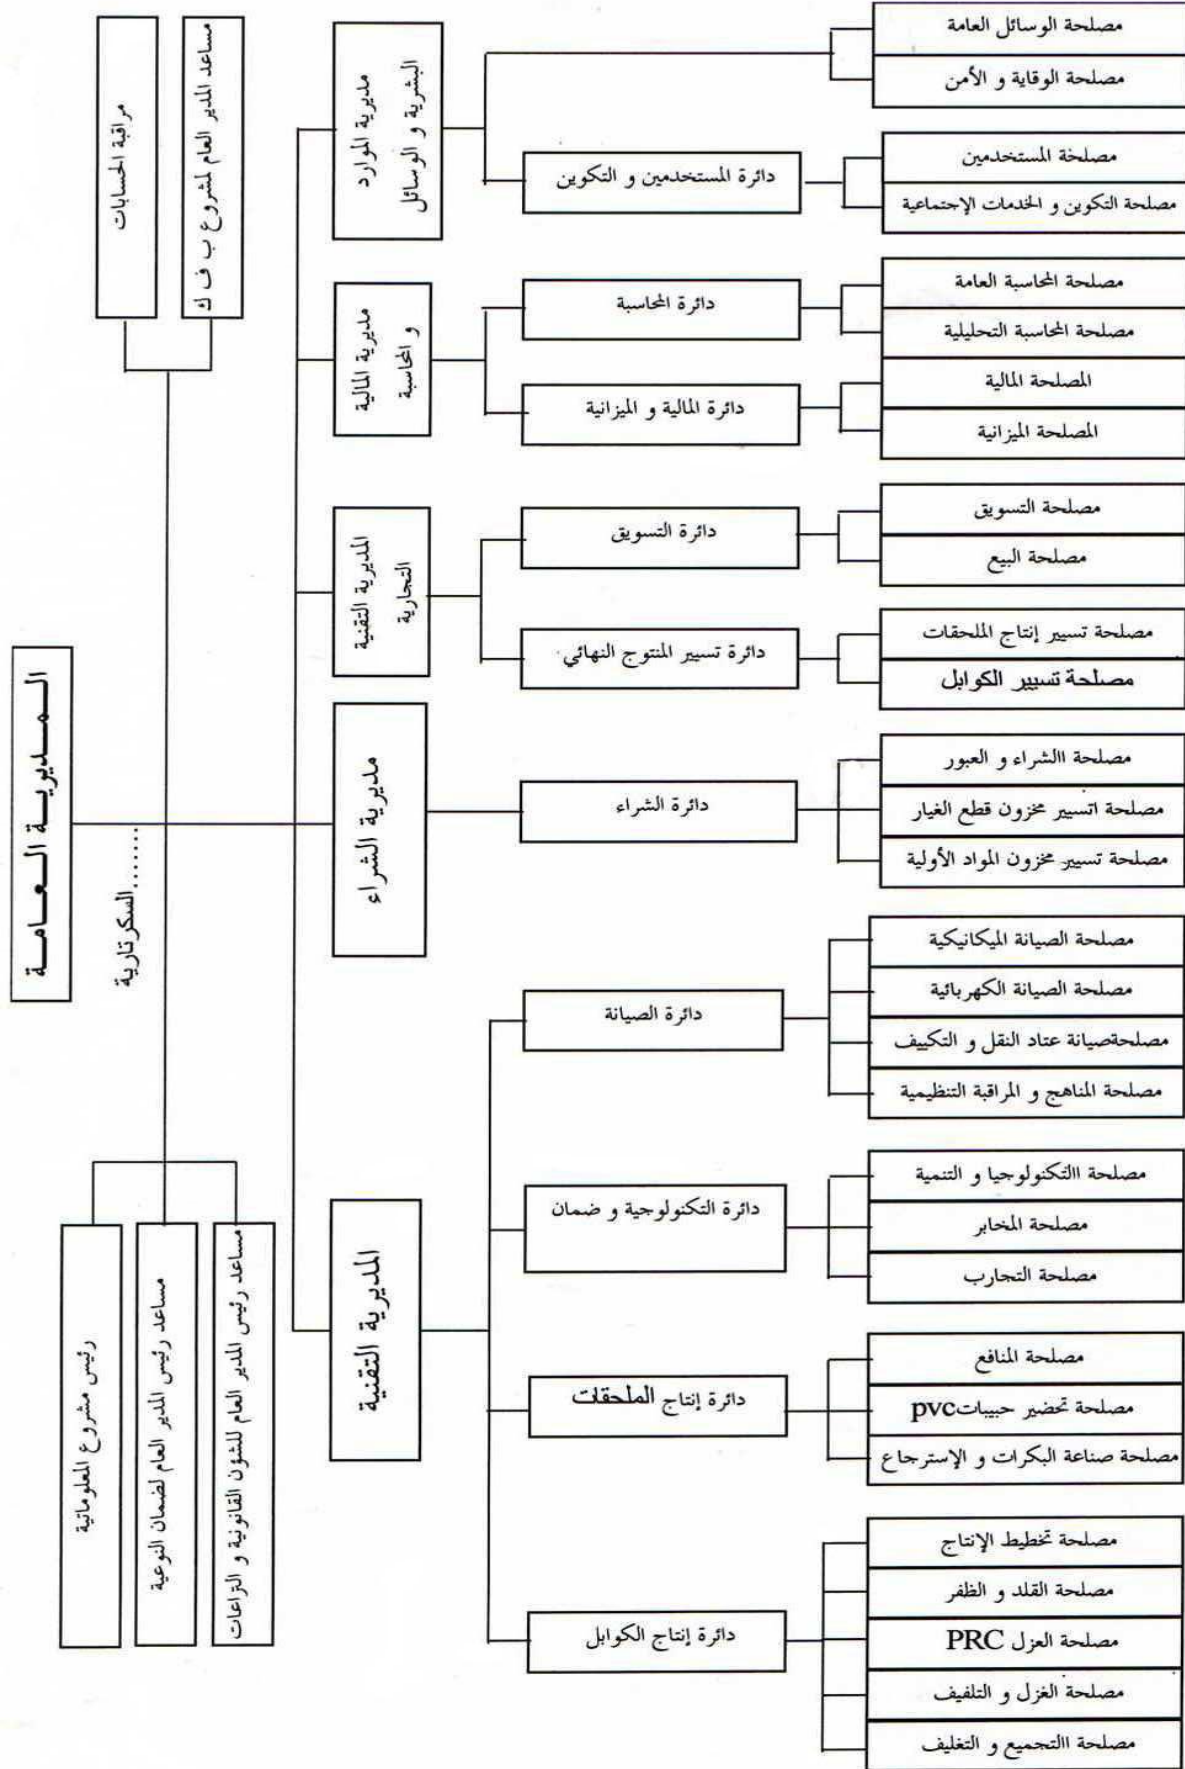 المديرية العامة
السكرتارية........
مراقبة الحسابات
مساعد المدير العام لمشروع ب ف ك
رئيس مشروع المعلوماتية
مساعد رئيس المدير العام لضمان النوعية
مساعد رئيس المدير العام للشؤن القانونية و التراعات
مديرية الموارد
البشرية و الوسائل
دائرة المستخدمين و التكوين
مصلحة الوسائل العامة
مصلحة الوقاية و الأمن
مصلحة المستخدمين
مصلحة التكوين و الخدمات الإجتماعية
مديرية المالية
و المحاسبة
دائرة المحاسبة
مصلحة المحاسبة العامة
مصلحة المحاسبة التحليلية
دائرة المالية و الميزانية
المصلحة المالية
المصلحة الميزانية
المديرية التقنية
التجارية
دائرة التسويق
مصلحة التسويق
مصلحة البيع
دائرة تسيير المنتوج النهائي
مصلحة تسيير إنتاج الملحقات
مصلحة تسيير الكوابل
مديرية الشراء
دائرة الشراء
مصلحة االشراء و العبور
مصلحة اتسيير مخزون قطع الغيار
مصلحة تسيير مخزون المواد الأولية
المديرية التقنية
دائرة الصيانة
مصلحة الصيانة الميكانيكية
مصلحة الصيانة الكهربائية
مصلحةصيانة عتاد النقل و التكييف
مصلحة المناهج و المراقبة التنظيمية
دائرة التكنولوجية و ضمان
مصلحة االتكنولوجيا و التنمية
مصلحة المخابر
مصلحة التجارب
دائرة إنتاج الملحقات
مصلحة المنافع
مصلحة تحضير حبيباتpvc
مصلحة صناعة البكرات و الإسترجاع
دائرة إنتاج الكوابل
مصلحة تخطيط الإنتاج
مصلحة القلد و الظفر
مصلحة العزل PRC
مصلحة الغزل و التلفيف
مصلحة االتجميع و التغليف